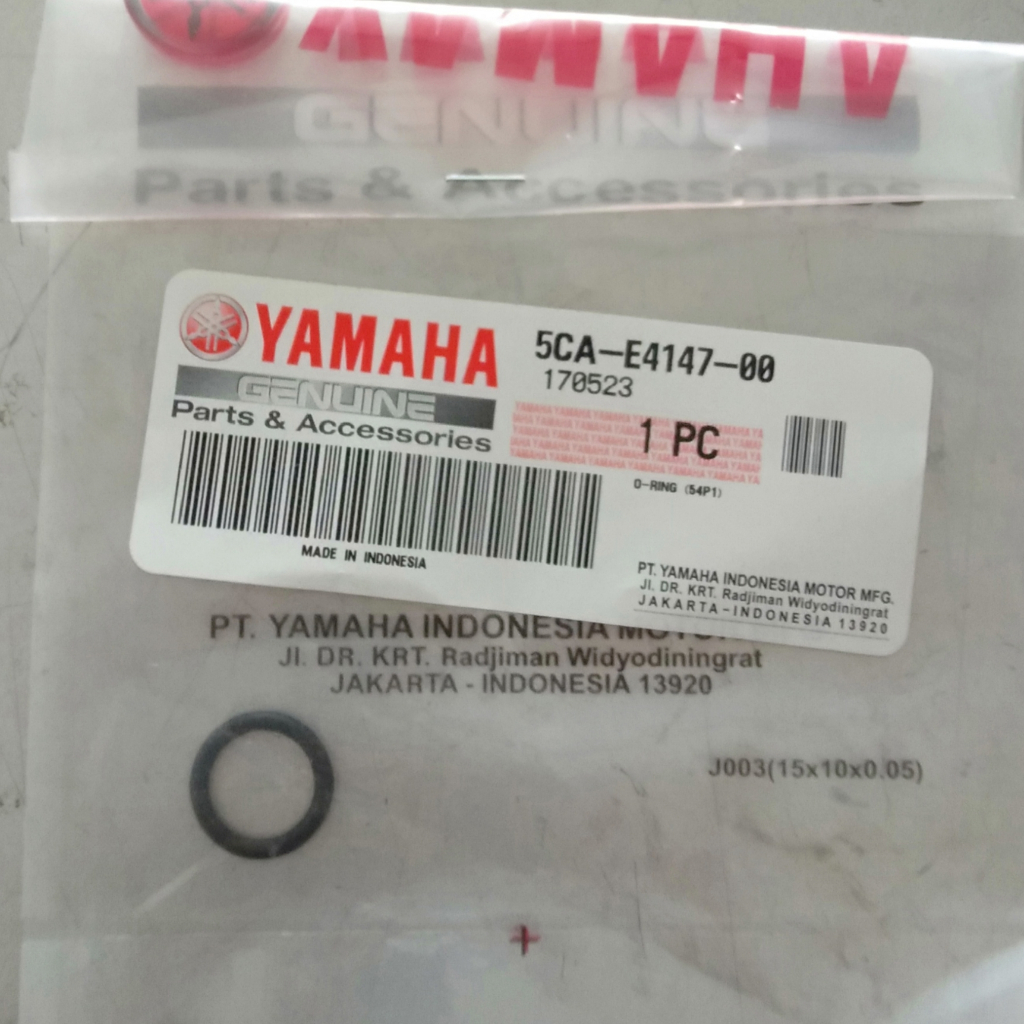 YAMAHA
GENUINE
Parts & Accessories
YAMAHA
GENUINE
Parts & Accessories
5CA-E4147-00
170523
1 PC
O-RING (54P1)
MADE IN INDONESIA
PT. YAMAHA INDONESIA MOTOR MFG.
Jl. DR. KRT. Radjiman Widyodiningrat
JAKARTA-INDONESIA 13920
PT. YAMAHA INDONESIA MOTOR
Jl. DR. KRT. Radjiman Widyodiningrat
JAKARTA - INDONESIA 13920
J003(15x10x0.05)